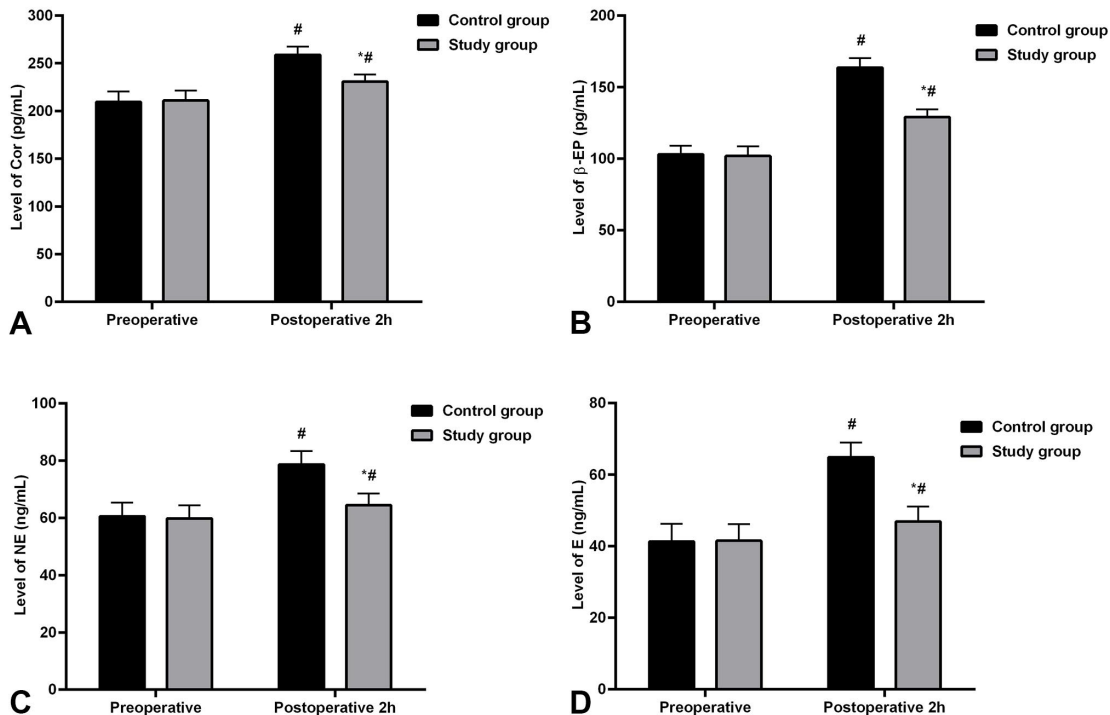 300
250
200
150
100
50
0
Level of Cor (pg/mL)
#
*#
Control group
Study group
Preoperative
Postoperative 2h
A
200
150
100
50
0
Level of β-EP (pg/mL)
#
*#
Control group
Study group
Preoperative
Postoperative 2h
B
100
80
60
40
20
0
Level of NE (ng/mL)
#
*#
Control group
Study group
Preoperative
Postoperative 2h
C
80
60
40
20
0
Level of E (ng/mL)
#
*#
Control group
Study group
Preoperative
Postoperative 2h
D